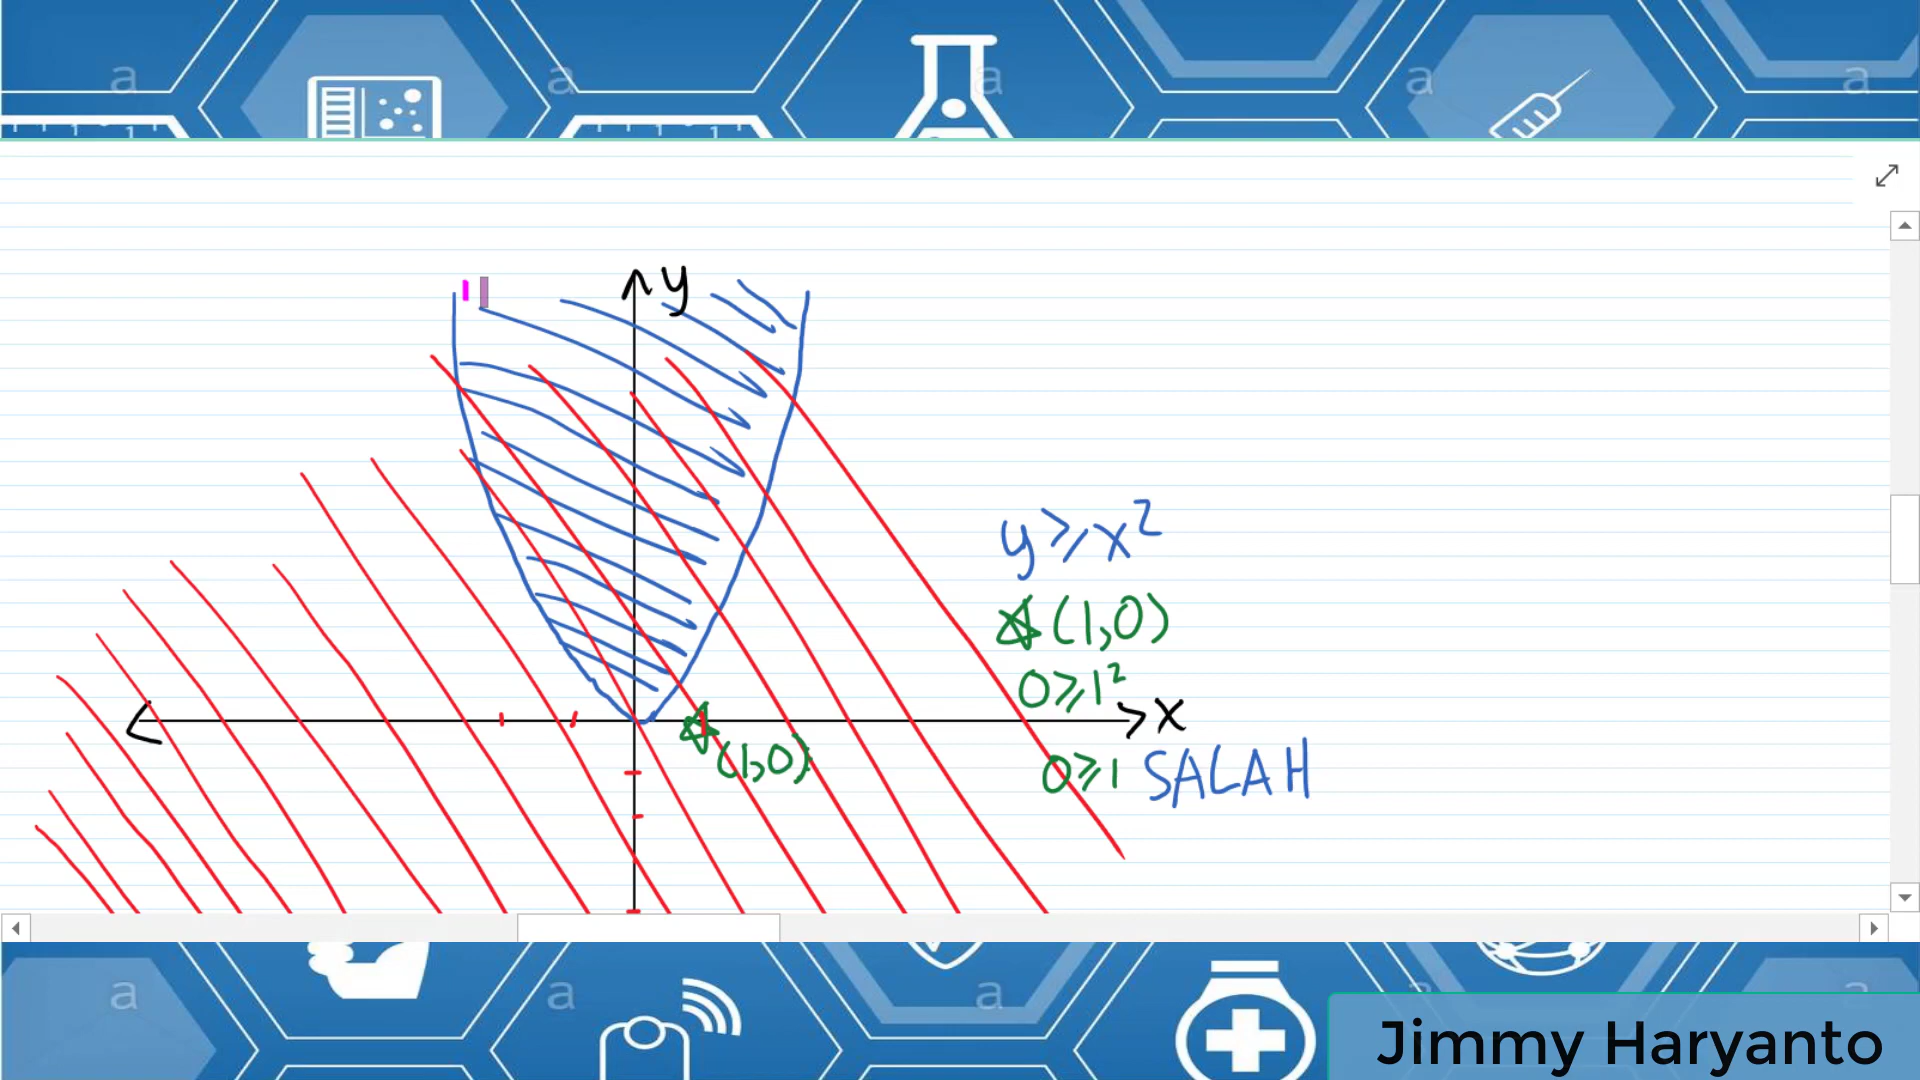 a a a a a
y
y ≥ x²
☆ (1,0)
0 ≥ 1²
x
(1,0)
0 ≥ 1 SALAH
a a a a a
Jimmy Haryanto